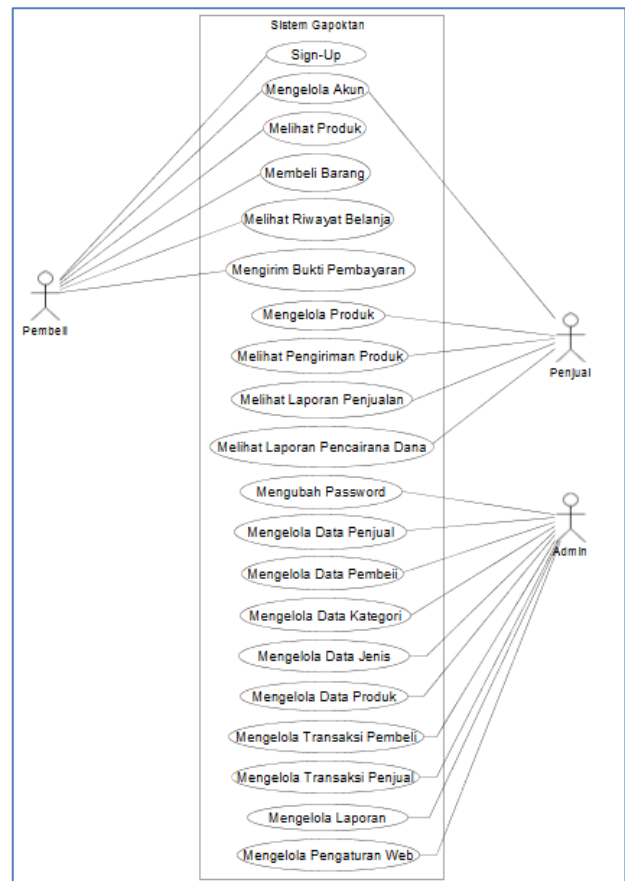 Sistem Gapoktan
Sign-Up
Mengelola Akun
Melihat Produk
Membeli Barang
Melihat Riwayat Belanja
Mengirim Bukti Pembayaran
Pembeli
Mengelola Produk
Melihat Pengiriman Produk
Penjual
Melihat Laporan Penjualan
Melihat Laporan Pencairana Dana
Mengubah Password
Mengelola Data Penjual
Admin
Mengelola Data Pembeii
Mengelola Data Kategori
Mengelola Data Jenis
Mengelola Data Produk
Mengelola Transaksi Pembeli
Mengelola Transaksi Penjual
Mengelola Laporan
Mengelola Pengaturan Web